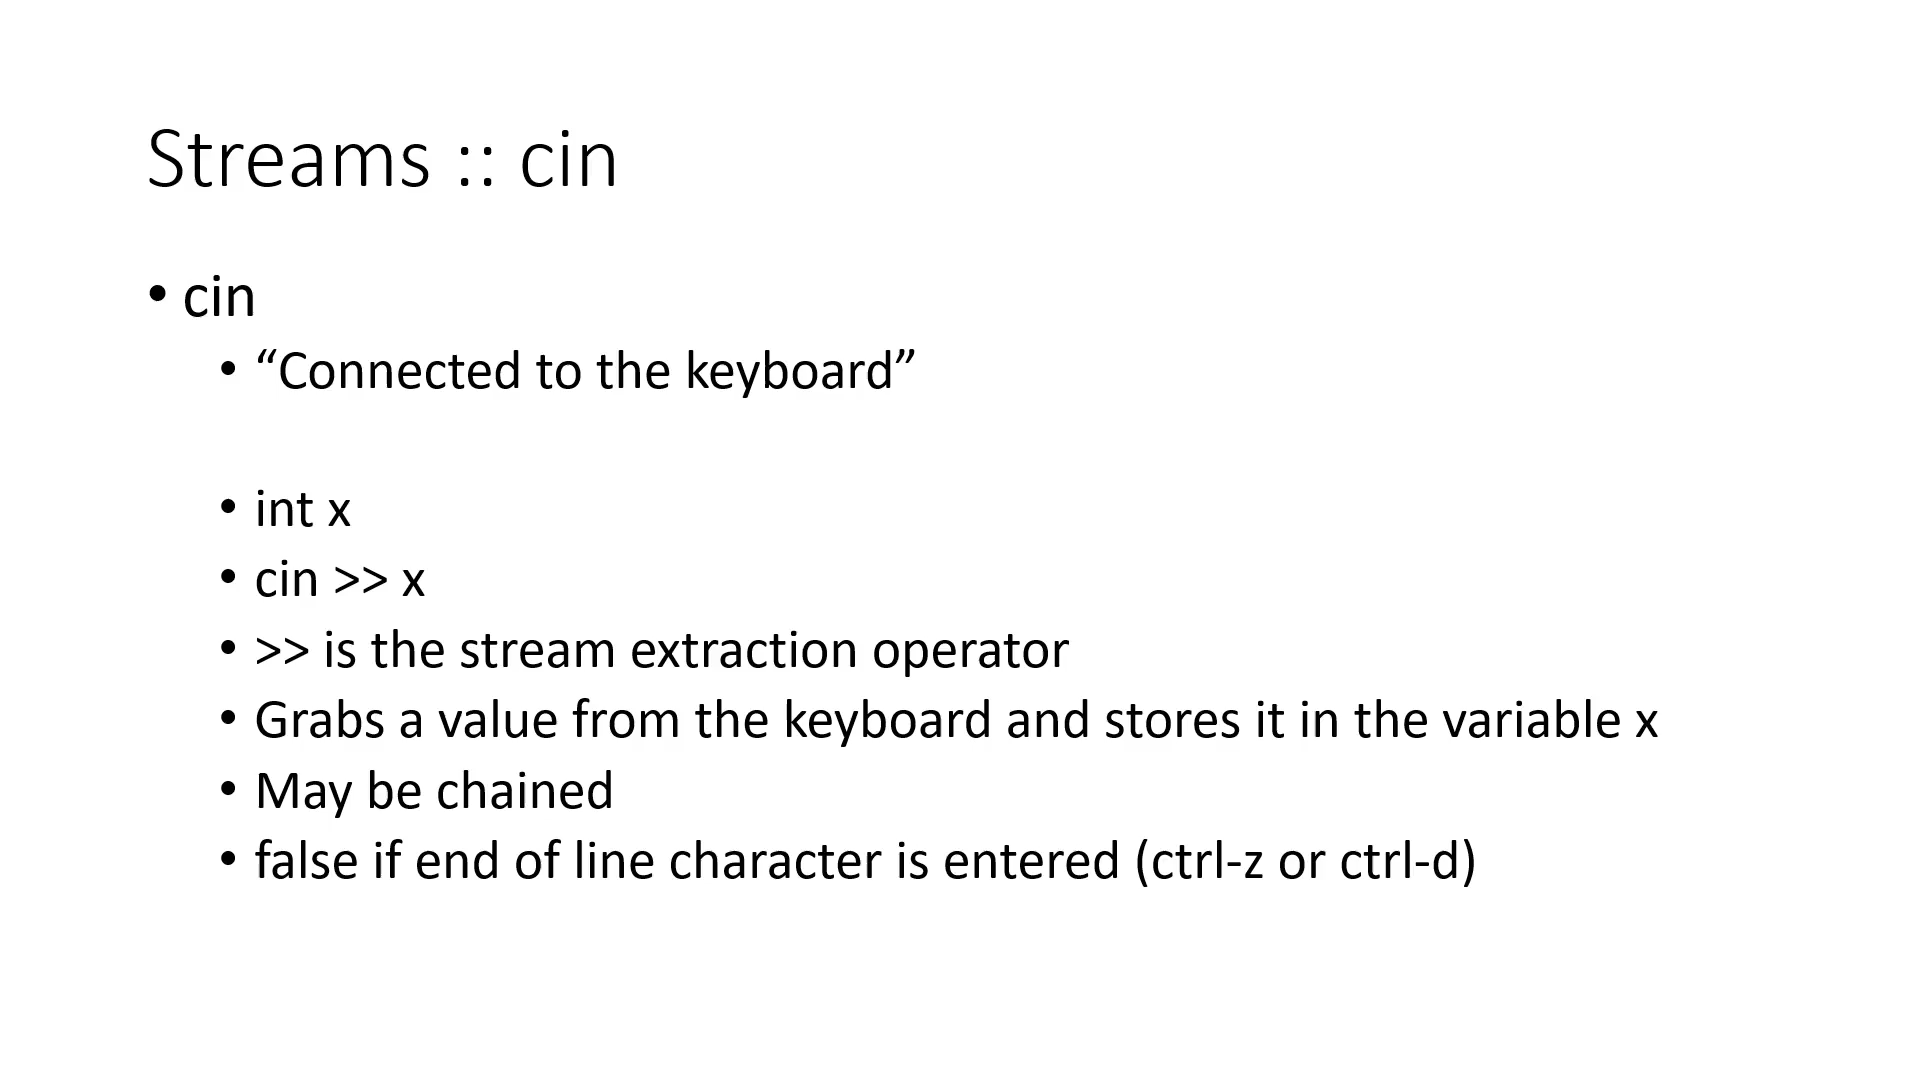 Streams :: cin
• cin
• “Connected to the keyboard”
• int x
• cin >> x
• >> is the stream extraction operator
• Grabs a value from the keyboard and stores it in the variable x
• May be chained
• false if end of line character is entered (ctrl-z or ctrl-d)